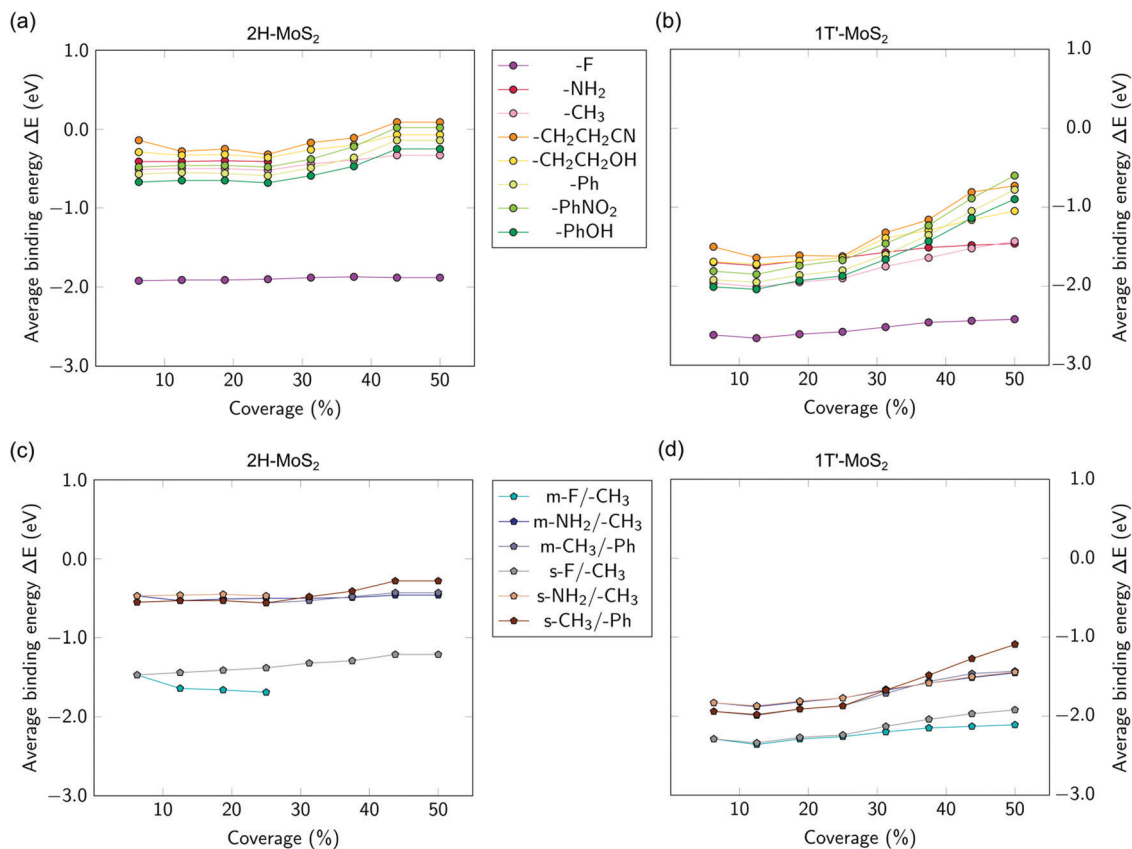 (a)
2H-MoS₂
Average binding energy ΔE (eV)
1.0
0.0
−1.0
−2.0
−3.0
10 20 30 40 50
Coverage (%)
-F
-NH₂
-CH₃
-CH₂CH₂CN
-CH₂CH₂OH
-Ph
-PhNO₂
-PhOH
(b)
1T'-MoS₂
1.0
0.0
−1.0
−2.0
−3.0
Average binding energy ΔE (eV)
10 20 30 40 50
Coverage (%)
(c)
2H-MoS₂
Average binding energy ΔE (eV)
1.0
0.0
−1.0
−2.0
−3.0
10 20 30 40 50
Coverage (%)
m-F/-CH₃
m-NH₂/-CH₃
m-CH₃/-Ph
s-F/-CH₃
s-NH₂/-CH₃
s-CH₃/-Ph
(d)
1T'-MoS₂
1.0
0.0
−1.0
−2.0
−3.0
Average binding energy ΔE (eV)
10 20 30 40 50
Coverage (%)